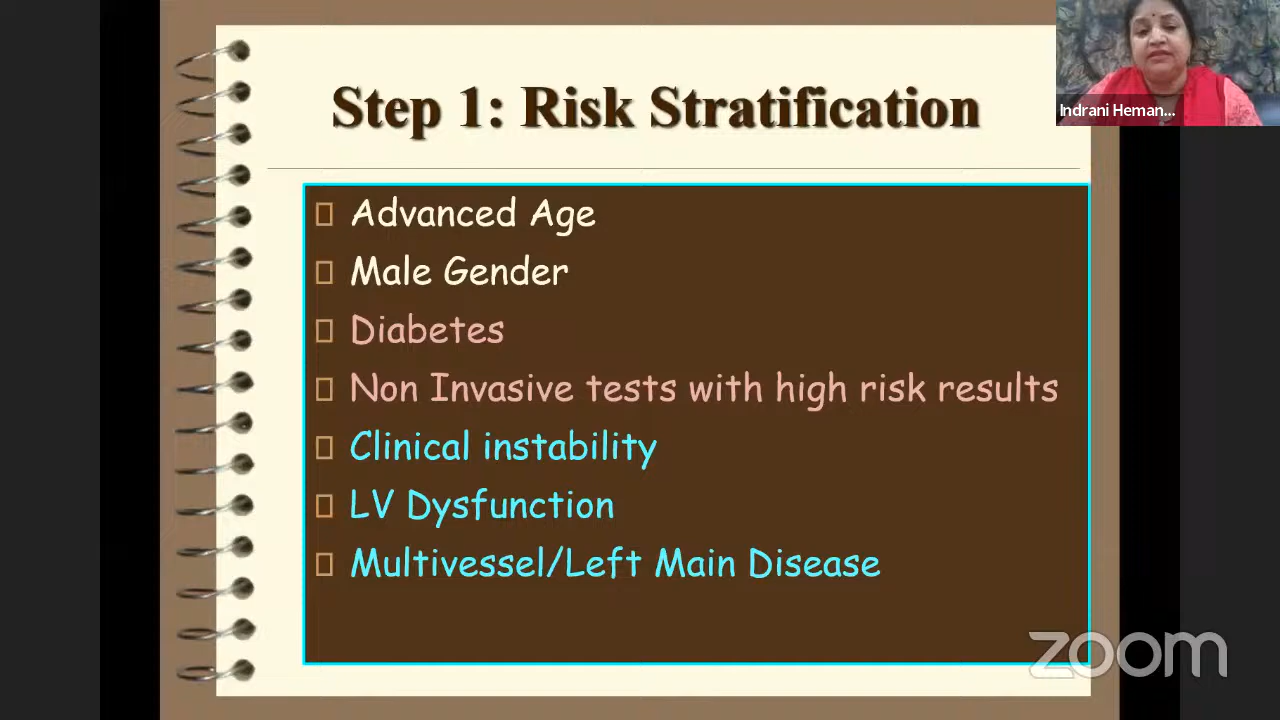 Step 1: Risk Stratification
Indrani Heman...
Advanced Age
Male Gender
Diabetes
Non Invasive tests with high risk results
Clinical instability
LV Dysfunction
Multivessel/Left Main Disease
zoom